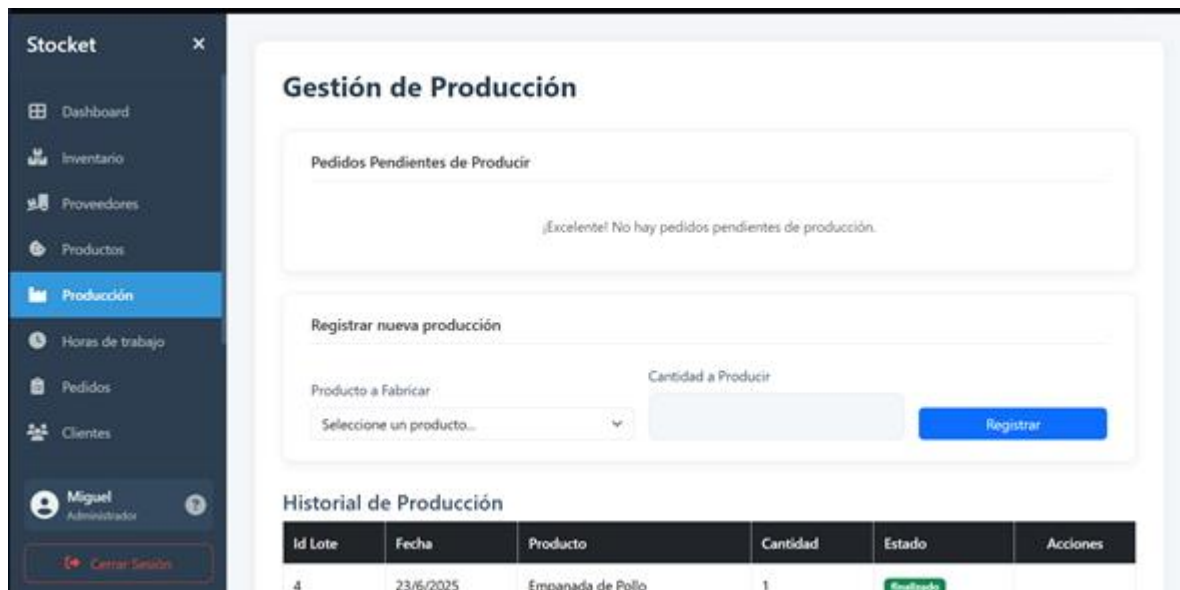 Stocket ×
Dashboard
Inventario
Proveedores
Productos
Producción
Horas de trabajo
Pedidos
Clientes
Miguel
Administrador
?
Cerrar Sesión
Gestión de Producción
Pedidos Pendientes de Producir
¡Excelente! No hay pedidos pendientes de producción.
Registrar nueva producción
Producto a Fabricar
Seleccione un producto...
Cantidad a Producir
Registrar
Historial de Producción
Id Lote Fecha Producto Cantidad Estado Acciones
4 23/6/2025 Empanada de Pollo 1 finalizado